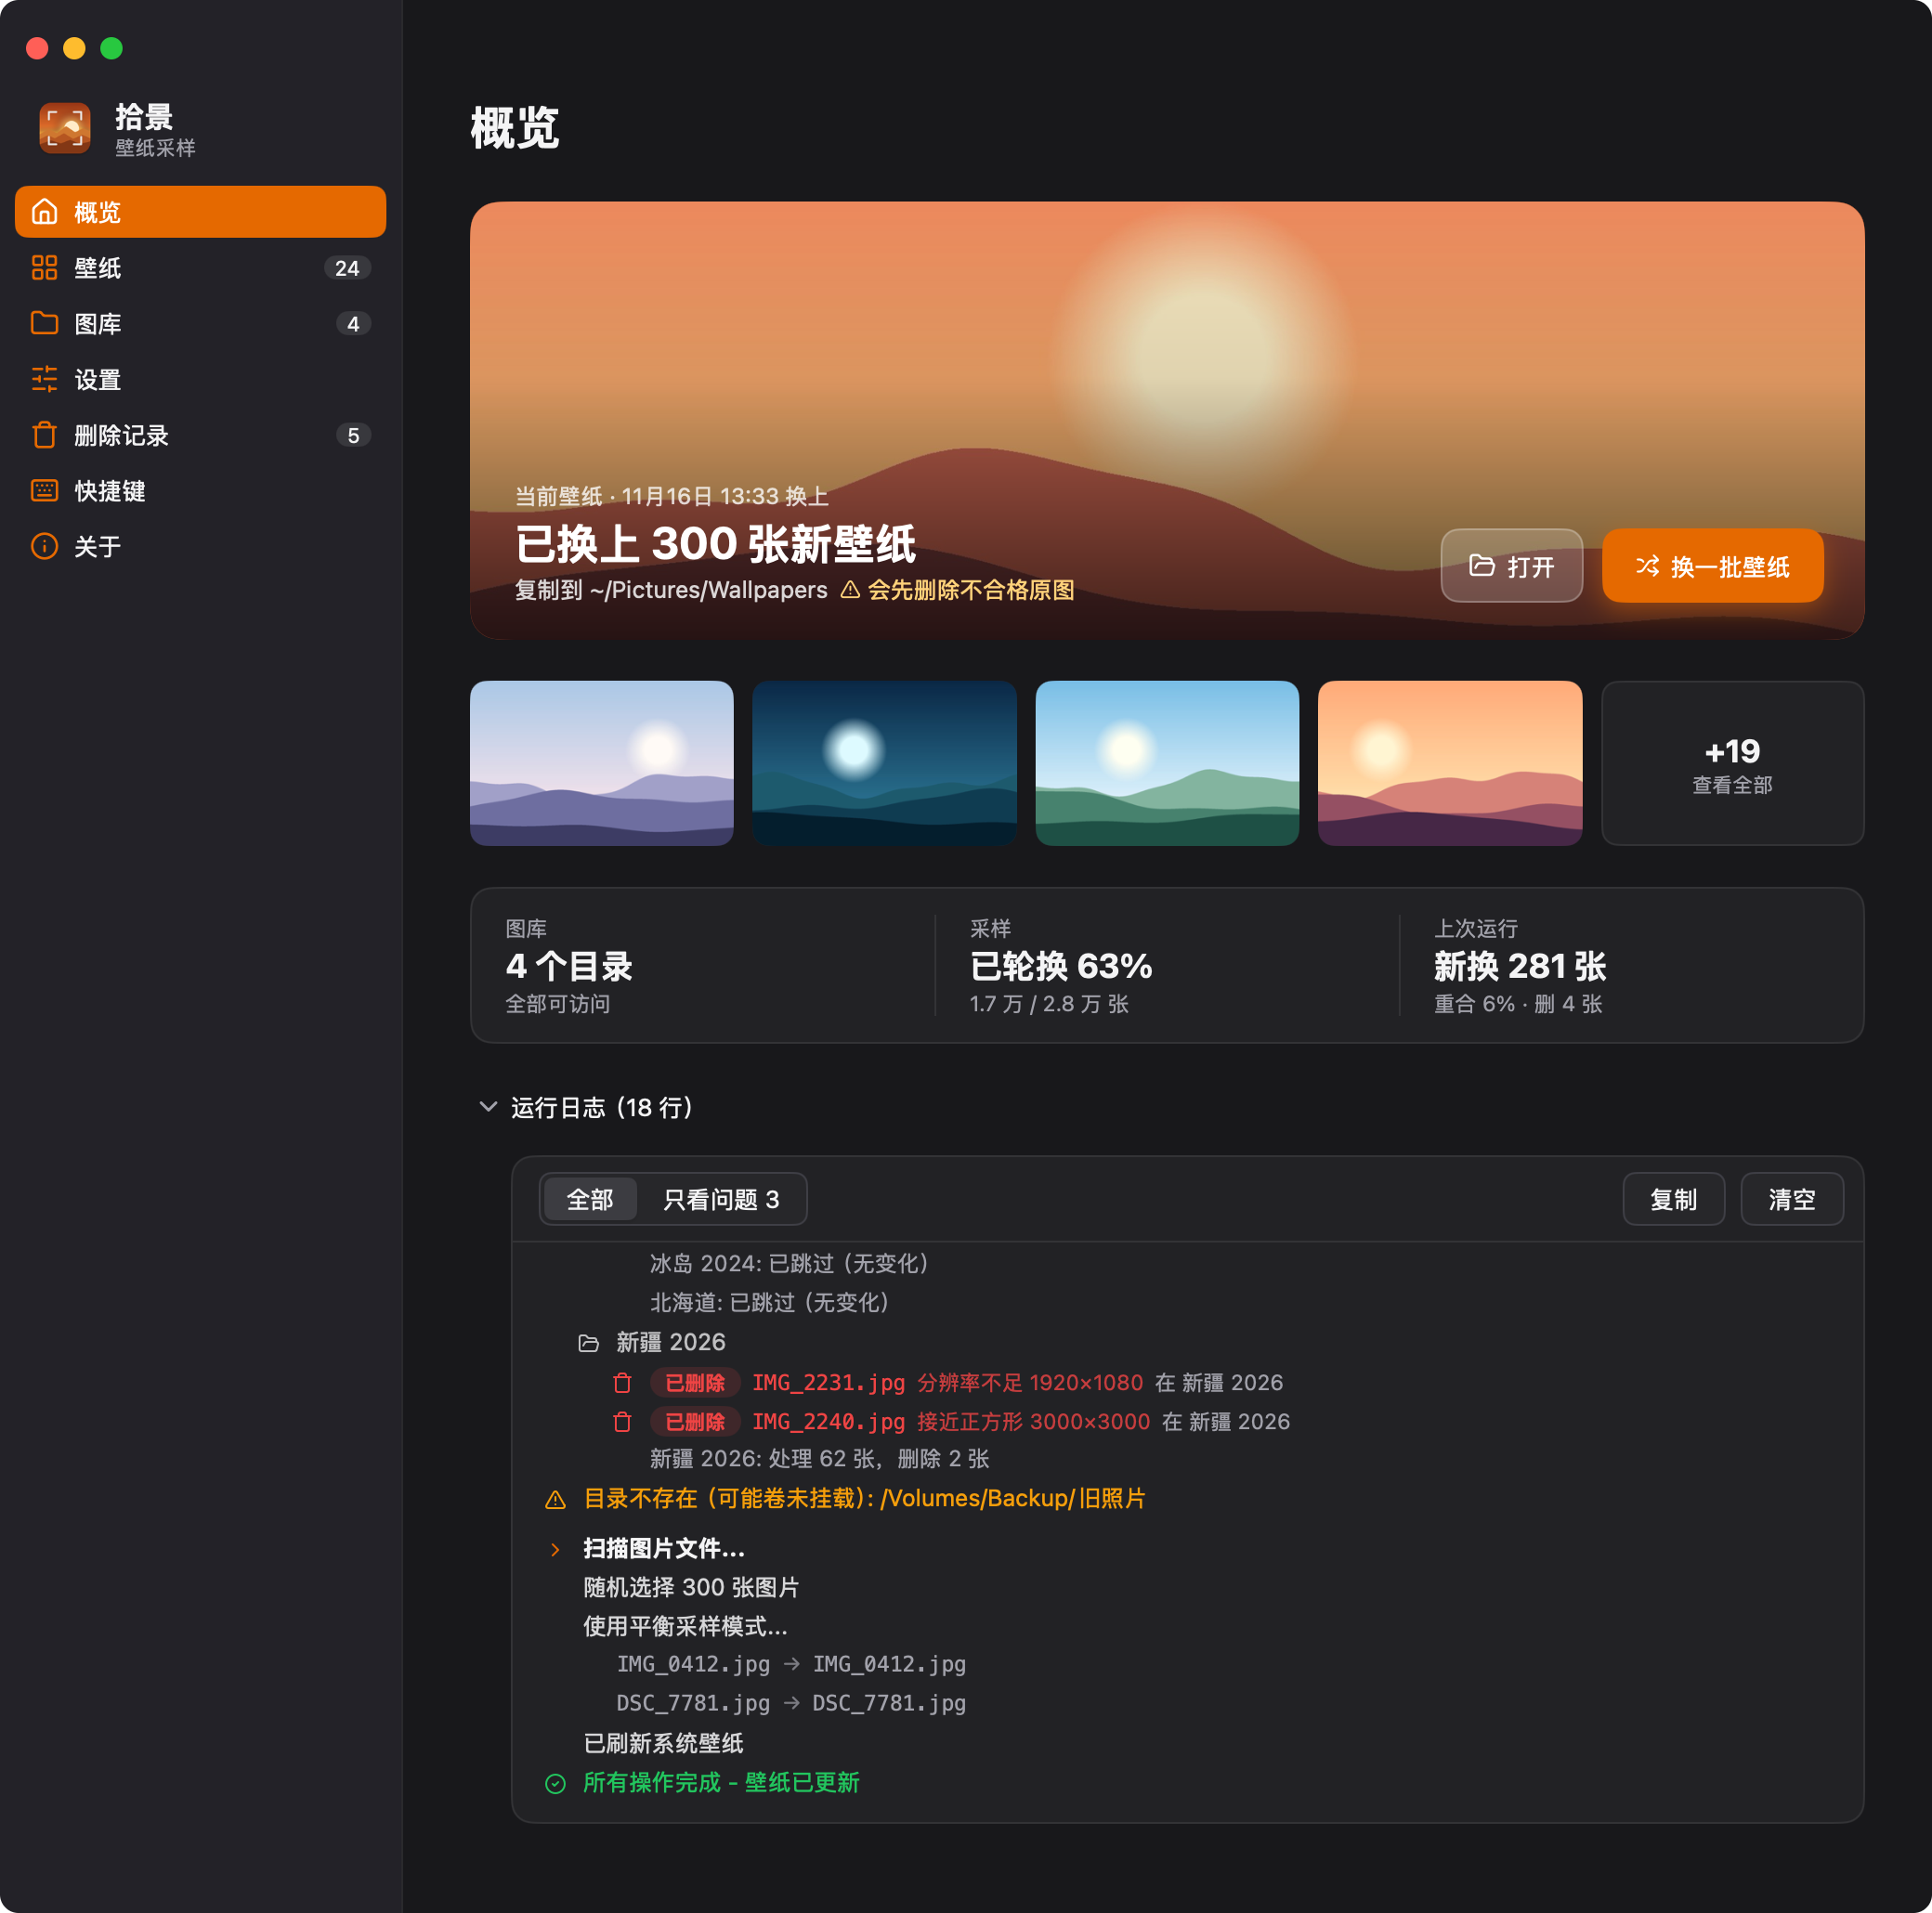 拾景
壁纸采样
概览
壁纸 24
图库 4
设置
删除记录 5
快捷键
关于
概览
当前壁纸 · 11月16日 13:33 换上
已换上 300 张新壁纸
复制到 ~/Pictures/Wallpapers 会先删除不合格原图
打开
换一批壁纸
+19
查看全部
图库
4 个目录
全部可访问
采样
已轮换 63%
1.7 万 / 2.8 万 张
上次运行
新换 281 张
重合 6% · 删 4 张
运行日志（18 行）
全部 只看问题 3 复制 清空
冰岛 2024: 已跳过（无变化）
北海道: 已跳过（无变化）
新疆 2026
已删除 IMG_2231.jpg 分辨率不足 1920×1080 在 新疆 2026
已删除 IMG_2240.jpg 接近正方形 3000×3000 在 新疆 2026
新疆 2026: 处理 62 张，删除 2 张
目录不存在（可能卷未挂载）: /Volumes/Backup/旧照片
扫描图片文件...
随机选择 300 张图片
使用平衡采样模式...
IMG_0412.jpg → IMG_0412.jpg
DSC_7781.jpg → DSC_7781.jpg
已刷新系统壁纸
所有操作完成 - 壁纸已更新